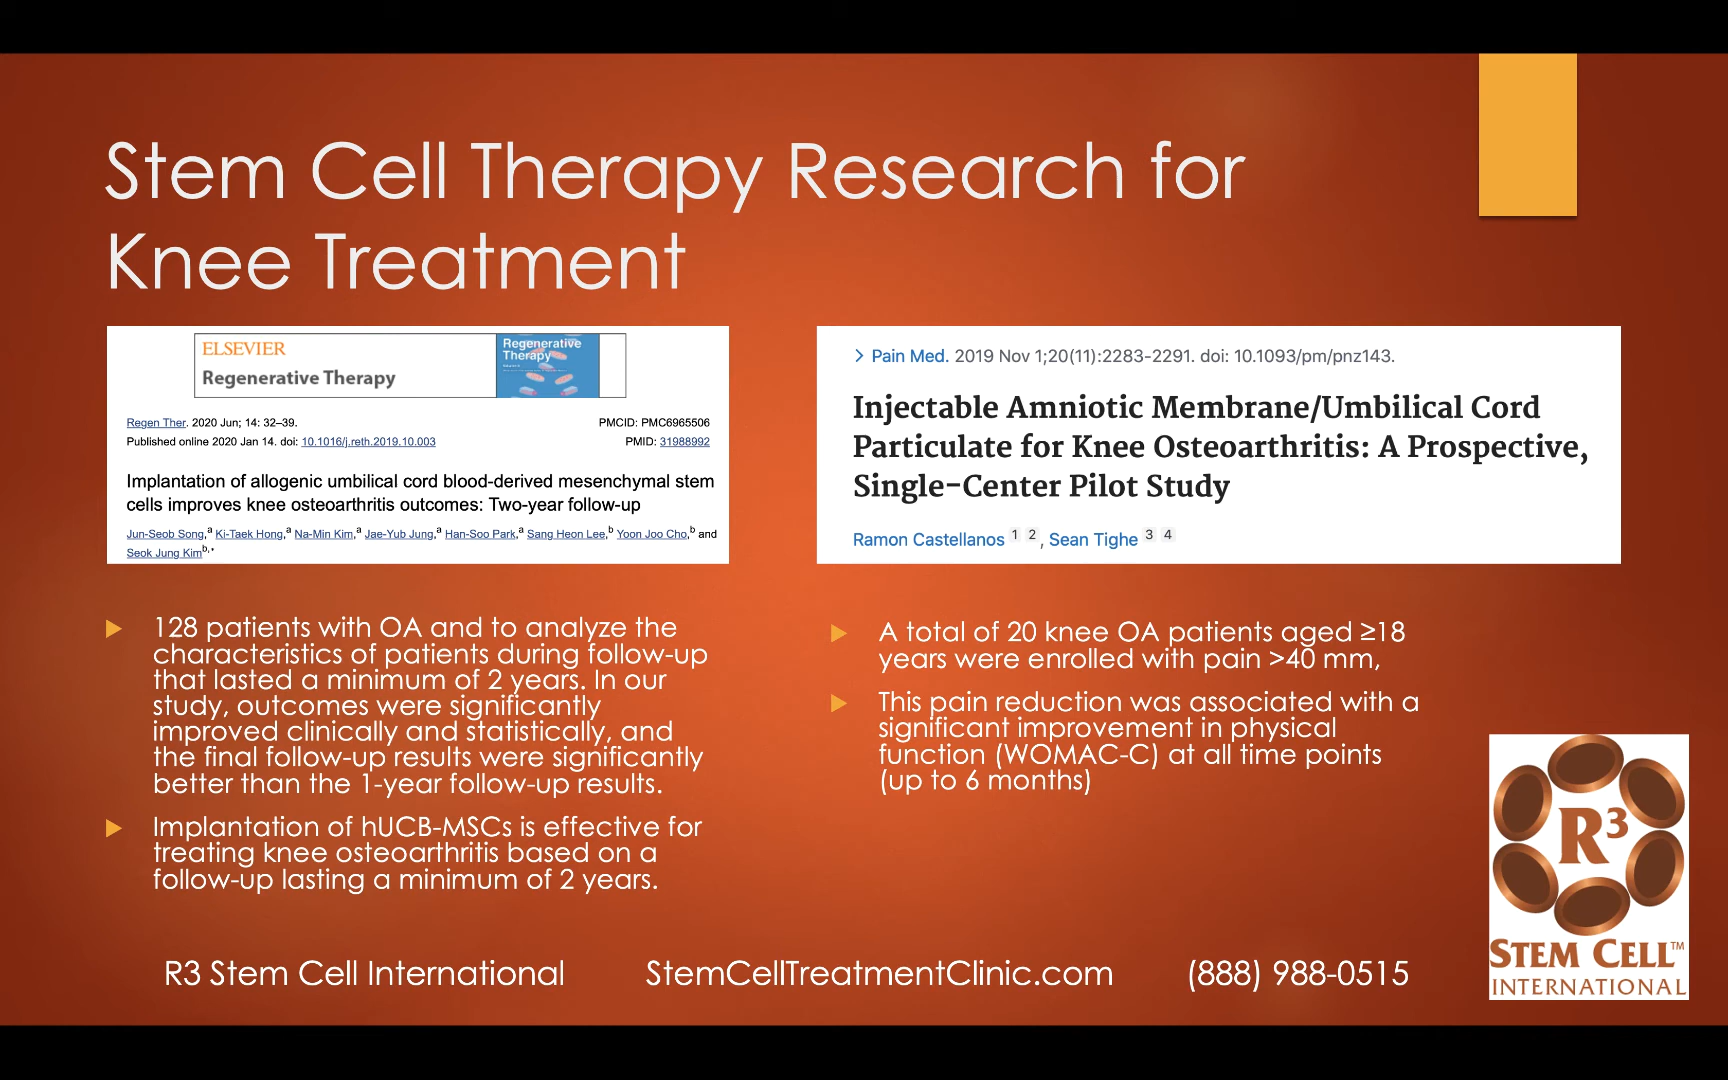 Stem Cell Therapy Research for
Knee Treatment
ELSEVIER
Regenerative Therapy
Regenerative
Therapy
Regen Ther. 2020 Jun; 14: 32–39.
PMCID: PMC6965506
Published online 2020 Jan 14. doi: 10.1016/j.reth.2019.10.003
PMID: 31988992
Implantation of allogenic umbilical cord blood-derived mesenchymal stem
cells improves knee osteoarthritis outcomes: Two-year follow-up
Jun-Seob Song,a Ki-Taek Hong,a Na-Min Kim,a Jae-Yub Jung,a Han-Soo Park,a Sang Heon Lee,b Yoon Joo Cho,b and
Seok Jung Kimb,*
> Pain Med. 2019 Nov 1;20(11):2283-2291. doi: 10.1093/pm/pnz143.
Injectable Amniotic Membrane/Umbilical Cord
Particulate for Knee Osteoarthritis: A Prospective,
Single-Center Pilot Study
Ramon Castellanos 1 2, Sean Tighe 3 4
128 patients with OA and to analyze the
characteristics of patients during follow-up
that lasted a minimum of 2 years. In our
study, outcomes were significantly
improved clinically and statistically, and
the final follow-up results were significantly
better than the 1-year follow-up results.
Implantation of hUCB-MSCs is effective for
treating knee osteoarthritis based on a
follow-up lasting a minimum of 2 years.
A total of 20 knee OA patients aged ≥18
years were enrolled with pain >40 mm,
This pain reduction was associated with a
significant improvement in physical
function (WOMAC-C) at all time points
(up to 6 months)
R3 Stem Cell International
StemCellTreatmentClinic.com
(888) 988-0515
R3
STEM CELL™
INTERNATIONAL